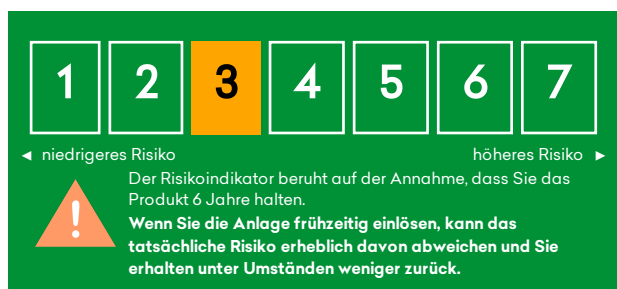 1 2 3 4 5 6 7
◄ niedrigeres Risiko höheres Risiko ►
Der Risikoindikator beruht auf der Annahme, dass Sie das
Produkt 6 Jahre halten.
Wenn Sie die Anlage frühzeitig einlösen, kann das
tatsächliche Risiko erheblich davon abweichen und Sie
erhalten unter Umständen weniger zurück.
!